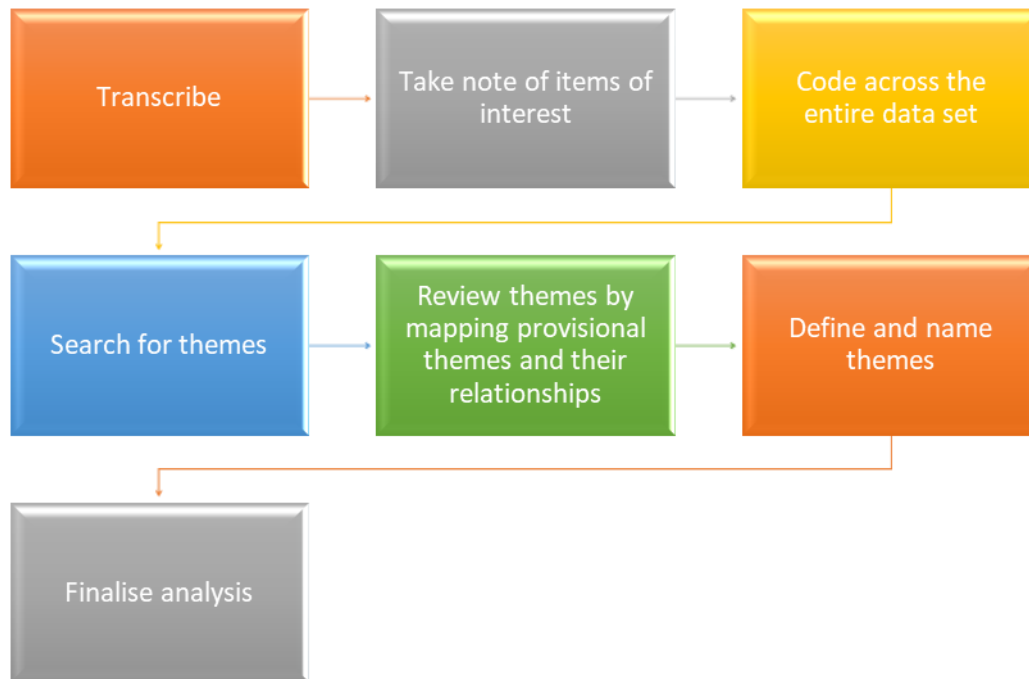 Transcribe
Take note of items of
interest
Code across the
entire data set
Search for themes
Review themes by
mapping provisional
themes and their
relationships
Define and name
themes
Finalise analysis